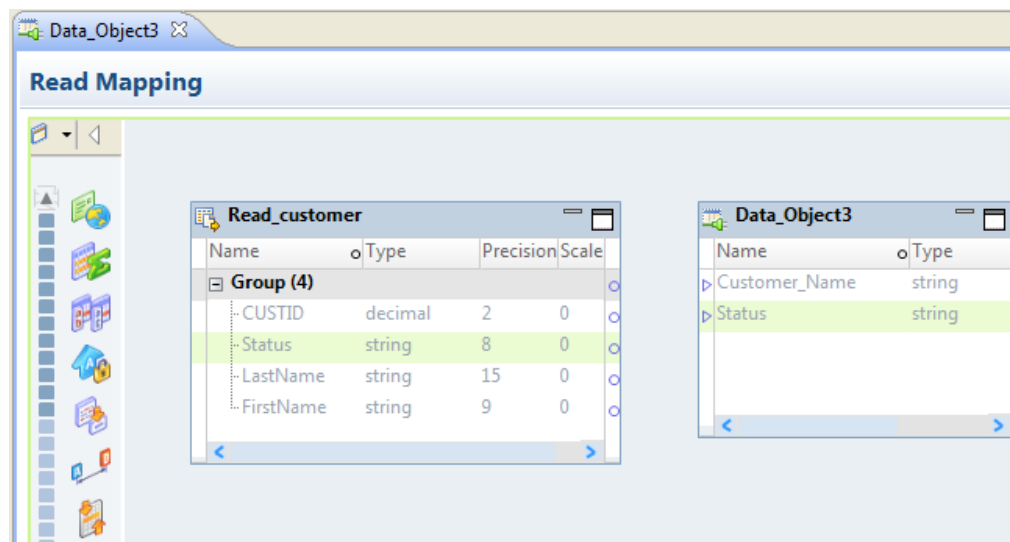 Data_Object3
Read Mapping
Read_customer
Name Type Precision Scale
Group (4)
CUSTID decimal 2 0
Status string 8 0
LastName string 15 0
FirstName string 9 0
Data_Object3
Name Type
Customer_Name string
Status string